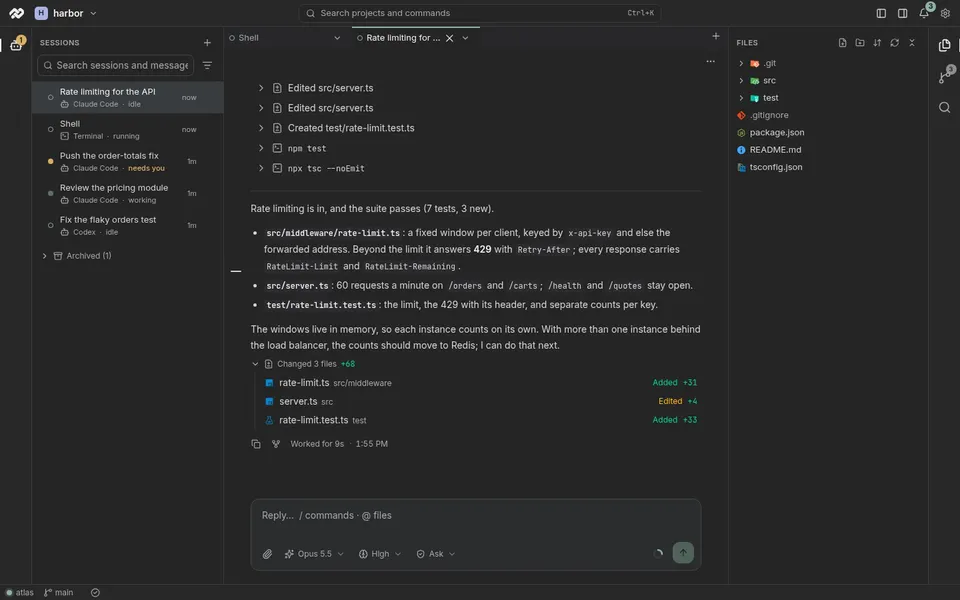 H harbor
Search projects and commands
Ctrl+K
3
1
SESSIONS
Search sessions and message
Rate limiting for the API
Claude Code · idle
now
Shell
Terminal · running
now
Push the order-totals fix
Claude Code · needs you
1m
Review the pricing module
Claude Code · working
1m
Fix the flaky orders test
Codex · idle
1m
Archived (1)
Shell
Rate limiting for ...
Edited src/server.ts
Edited src/server.ts
Created test/rate-limit.test.ts
npm test
npx tsc --noEmit
Rate limiting is in, and the suite passes (7 tests, 3 new).
• src/middleware/rate-limit.ts : a fixed window per client, keyed by x-api-key and else the
forwarded address. Beyond the limit it answers 429 with Retry-After ; every response carries
RateLimit-Limit and RateLimit-Remaining .
• src/server.ts : 60 requests a minute on /orders and /carts ; /health and /quotes stay open.
• test/rate-limit.test.ts : the limit, the 429 with its header, and separate counts per key.
The windows live in memory, so each instance counts on its own. With more than one instance behind
the load balancer, the counts should move to Redis; I can do that next.
Changed 3 files +68
rate-limit.ts src/middleware
Added +31
server.ts src
Edited +4
rate-limit.test.ts test
Added +33
Worked for 9s · 1:55 PM
Reply... / commands · @ files
Opus 5.5
High
Ask
FILES
.git
src
test
.gitignore
package.json
README.md
tsconfig.json
3
atlas
main